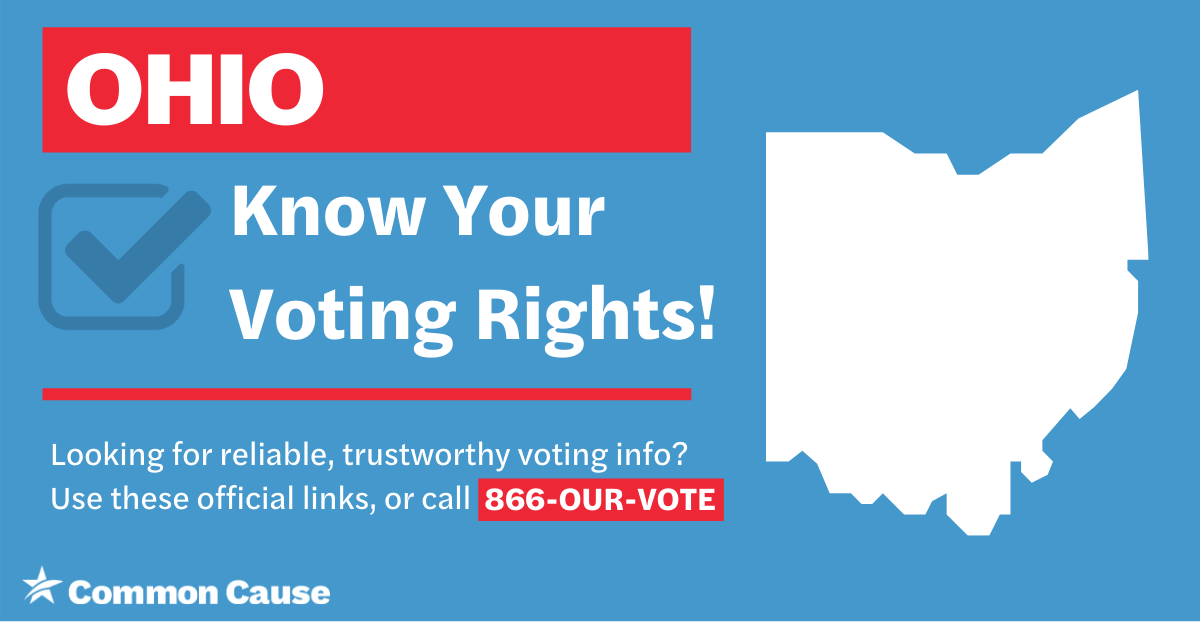 OHIO
Know Your
Voting Rights!
Looking for reliable, trustworthy voting info?
Use these official links, or call 866-OUR-VOTE
Common Cause